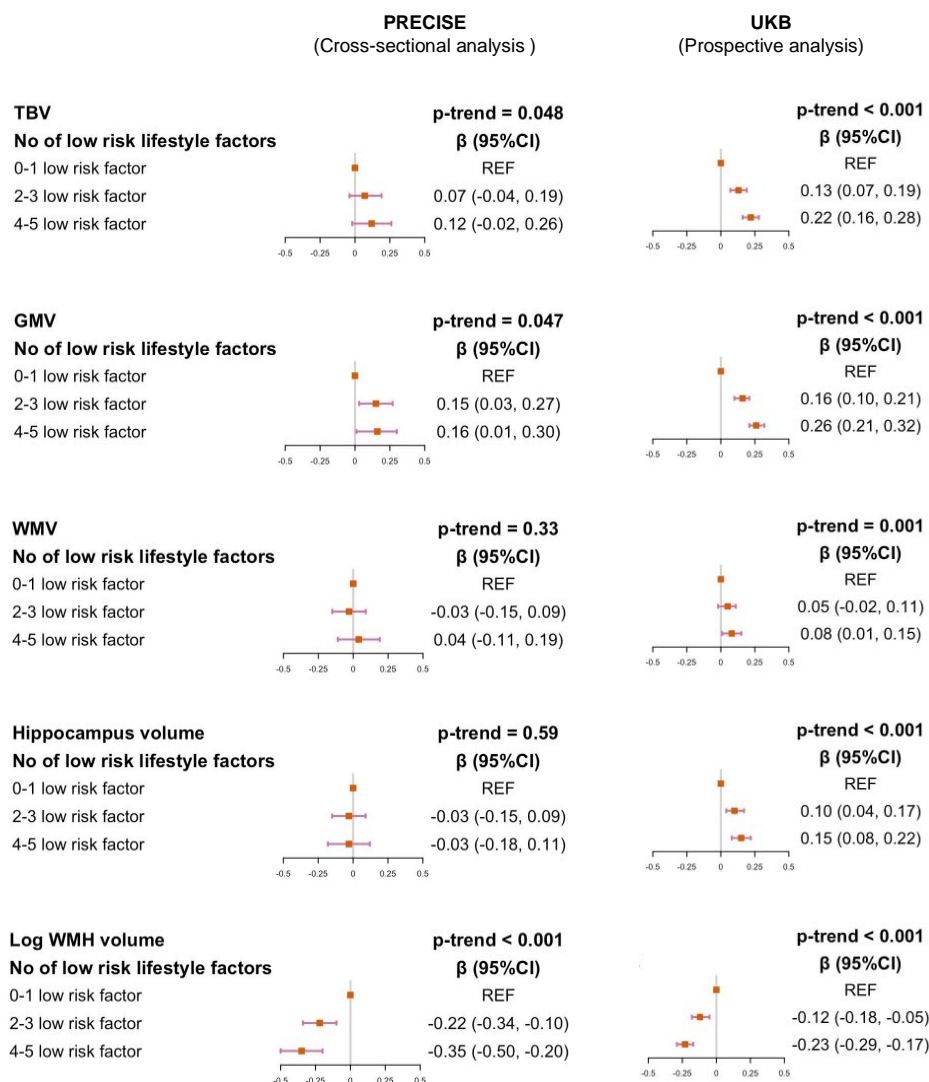 PRECISE UKB
(Cross-sectional analysis ) (Prospective analysis)
TBV p-trend = 0.048 p-trend < 0.001
No of low risk lifestyle factors β (95%CI) β (95%CI)
0-1 low risk factor REF REF
2-3 low risk factor 0.07 (-0.04, 0.19) 0.13 (0.07, 0.19)
4-5 low risk factor 0.12 (-0.02, 0.26) 0.22 (0.16, 0.28)
-0.5 -0.25 0 0.25 0.5 -0.5 -0.25 0 0.25 0.5
GMV p-trend = 0.047 p-trend < 0.001
No of low risk lifestyle factors β (95%CI) β (95%CI)
0-1 low risk factor REF REF
2-3 low risk factor 0.15 (0.03, 0.27) 0.16 (0.10, 0.21)
4-5 low risk factor 0.16 (0.01, 0.30) 0.26 (0.21, 0.32)
-0.5 -0.25 0 0.25 0.5 -0.5 -0.25 0 0.25 0.5
WMV p-trend = 0.33 p-trend = 0.001
No of low risk lifestyle factors β (95%CI) β (95%CI)
0-1 low risk factor REF REF
2-3 low risk factor -0.03 (-0.15, 0.09) 0.05 (-0.02, 0.11)
4-5 low risk factor 0.04 (-0.11, 0.19) 0.08 (0.01, 0.15)
-0.5 -0.25 0 0.25 0.5 -0.5 -0.25 0 0.25 0.5
Hippocampus volume p-trend = 0.59 p-trend < 0.001
No of low risk lifestyle factors β (95%CI) β (95%CI)
0-1 low risk factor REF REF
2-3 low risk factor -0.03 (-0.15, 0.09) 0.10 (0.04, 0.17)
4-5 low risk factor -0.03 (-0.18, 0.11) 0.15 (0.08, 0.22)
-0.5 -0.25 0 0.25 0.5 -0.5 -0.25 0 0.25 0.5
Log WMH volume p-trend < 0.001 p-trend < 0.001
No of low risk lifestyle factors β (95%CI) β (95%CI)
0-1 low risk factor REF REF
2-3 low risk factor -0.22 (-0.34, -0.10) -0.12 (-0.18, -0.05)
4-5 low risk factor -0.35 (-0.50, -0.20) -0.23 (-0.29, -0.17)
-0.5 -0.25 0 0.25 0.5 -0.5 -0.25 0 0.25 0.5